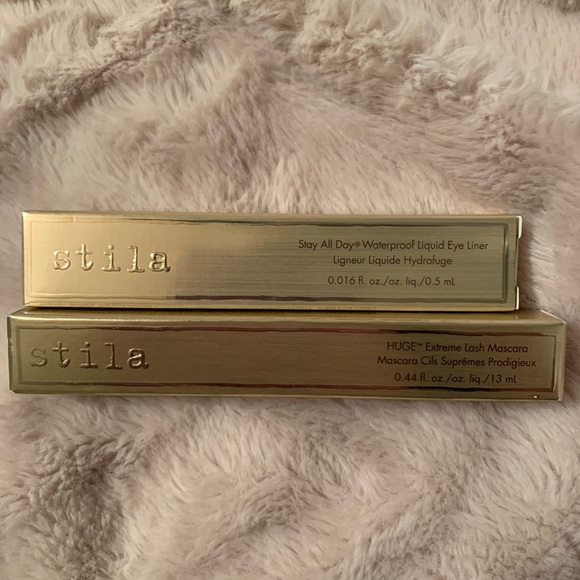 stila
Stay All Day® Waterproof Liquid Eye Liner
Ligneur Liquide Hydrofuge
0.016 fl. oz./oz. liq./0.5 mL
stila
HUGE™ Extreme Lash Mascara
Mascara Cils Suprêmes Prodigieux
0.44 fl. oz./oz. liq./13 mL